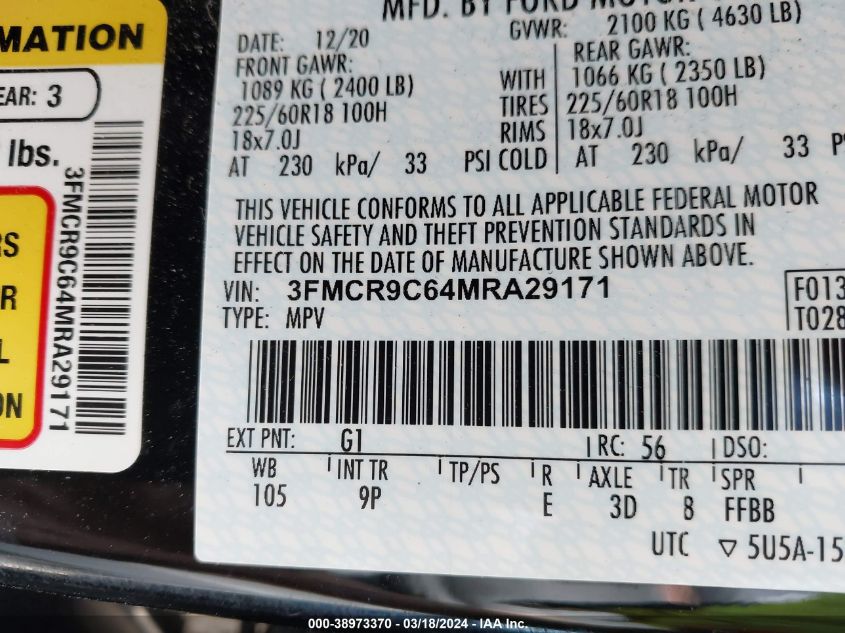 MATION
EAR: 3
lbs.
3FMCR9C64MRA29171
RS
R
L
ON
MFD. BY FORD MOTOR
DATE: 12/20 GVWR: 2100 KG ( 4630 LB)
FRONT GAWR: REAR GAWR:
1089 KG ( 2400 LB) WITH 1066 KG ( 2350 LB)
225/60R18 100H TIRES 225/60R18 100H
18x7.0J RIMS 18x7.0J
AT 230 kPa/ 33 PSI COLD AT 230 kPa/ 33 P
THIS VEHICLE CONFORMS TO ALL APPLICABLE FEDERAL MOTOR
VEHICLE SAFETY AND THEFT PREVENTION STANDARDS IN
EFFECT ON THE DATE OF MANUFACTURE SHOWN ABOVE.
VIN: 3FMCR9C64MRA29171 F013
TYPE: MPV T028
EXT PNT: G1 RC: 56 DSO:
WB INT TR TP/PS R AXLE TR SPR
105 9P E 3D 8 FFBB
UTC ▽ 5U5A-15
000-38973370 - 03/18/2024 - IAA Inc.